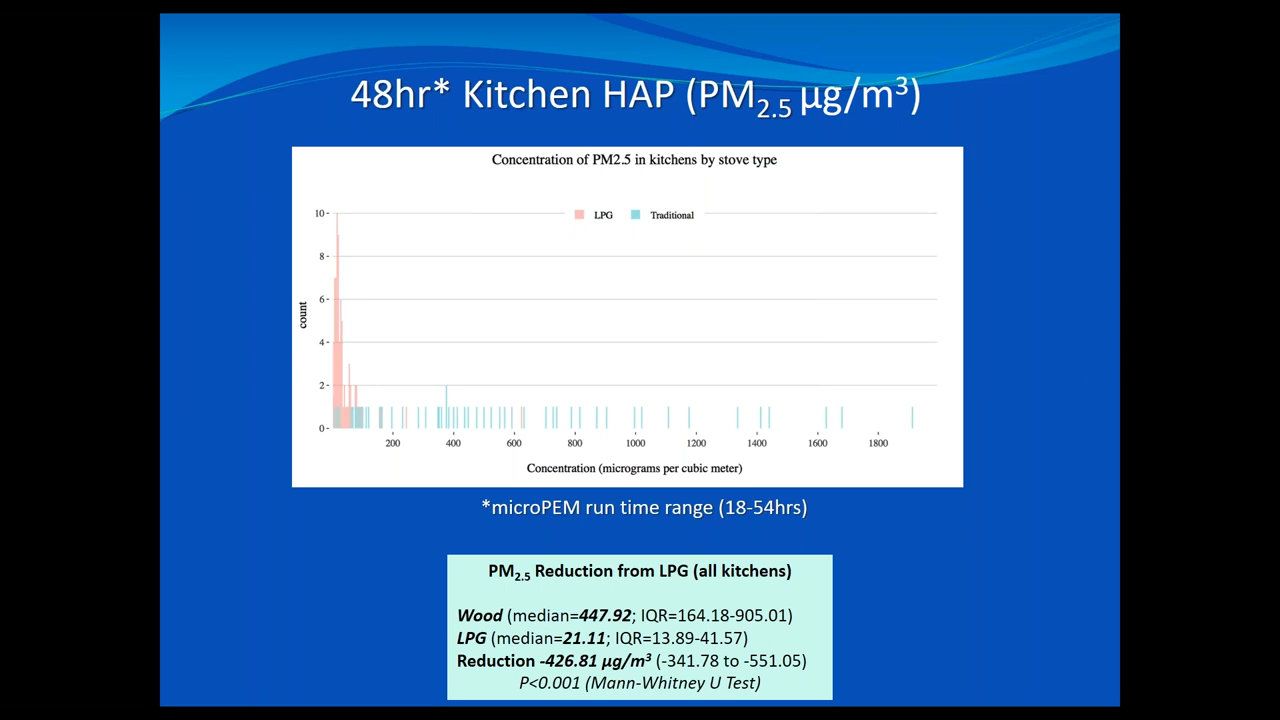 48hr* Kitchen HAP (PM2.5 µg/m³)
Concentration of PM2.5 in kitchens by stove type
LPG Traditional
10
8
6
4
2
0
count
200 400 600 800 1000 1200 1400 1600 1800
Concentration (micrograms per cubic meter)
*microPEM run time range (18-54hrs)
PM2.5 Reduction from LPG (all kitchens)
Wood (median=447.92; IQR=164.18-905.01)
LPG (median=21.11; IQR=13.89-41.57)
Reduction -426.81 µg/m³ (-341.78 to -551.05)
P<0.001 (Mann-Whitney U Test)